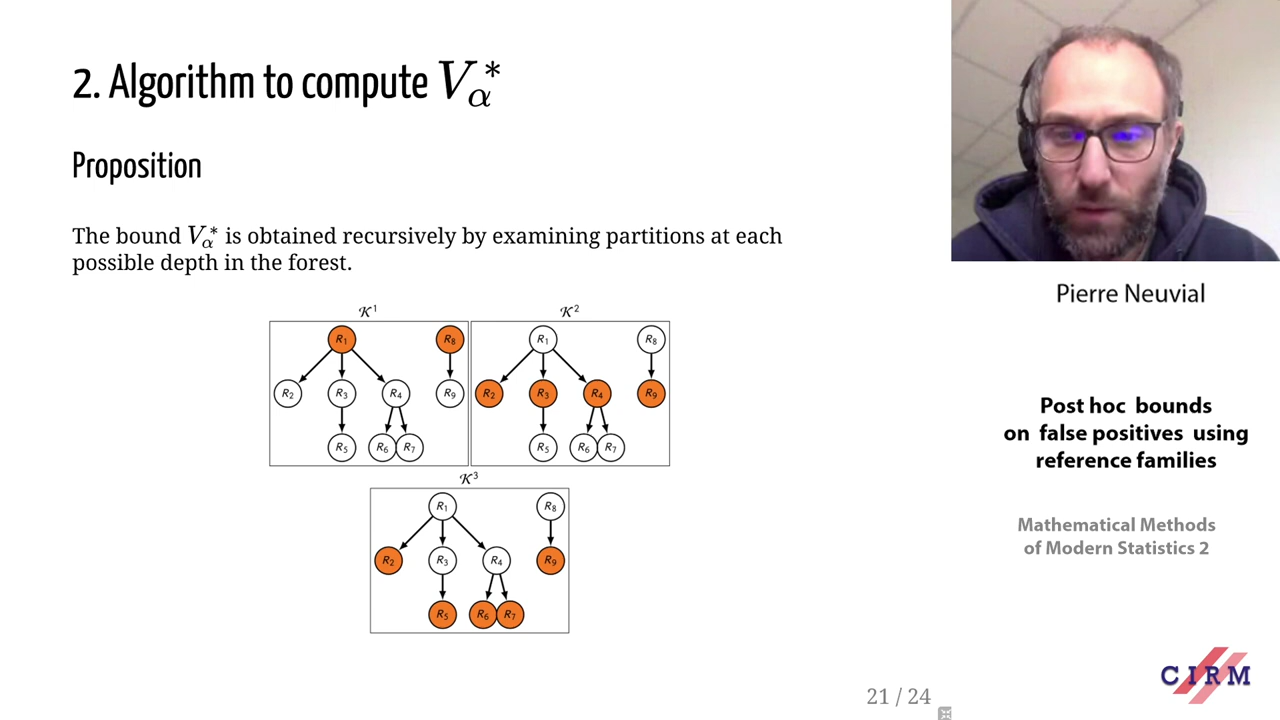 2. Algorithm to compute V*α
Proposition
The bound V*α is obtained recursively by examining partitions at each
possible depth in the forest.
𝒦¹
R1
R8
R2
R3
R4
R9
R5
R6
R7
𝒦²
R1
R8
R2
R3
R4
R9
R5
R6
R7
𝒦³
R1
R8
R2
R3
R4
R9
R5
R6
R7
21 / 24
Pierre Neuvial
Post hoc bounds
on false positives using
reference families
Mathematical Methods
of Modern Statistics 2
CIRM